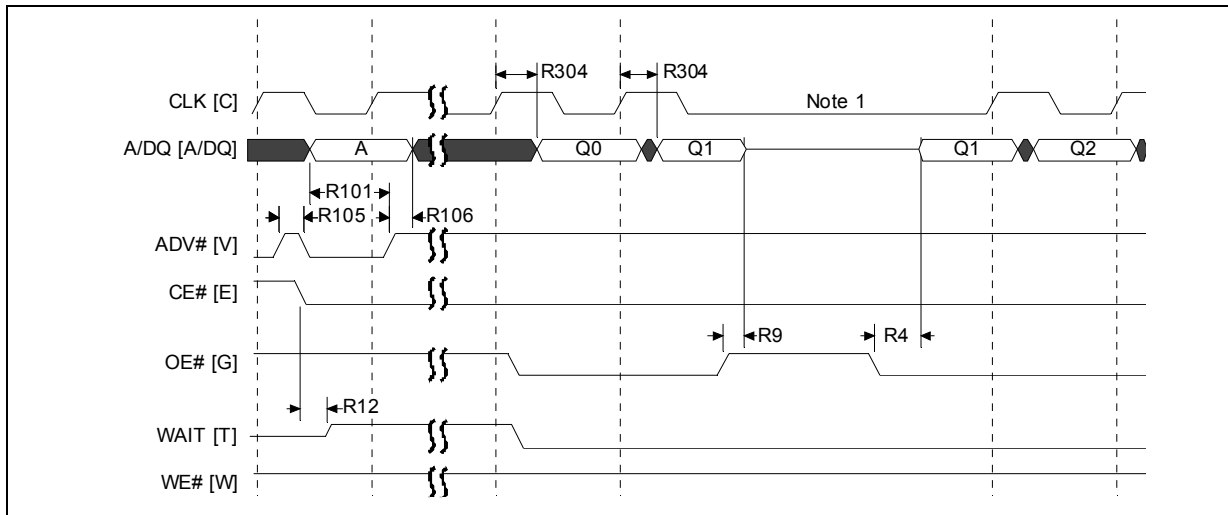 R304 R304
CLK [C] Note 1
A/DQ [A/DQ] A Q0 Q1 Q1 Q2
R101
R105 R106
ADV# [V]
CE# [E]
R9 R4
OE# [G]
R12
WAIT [T]
WE# [W]